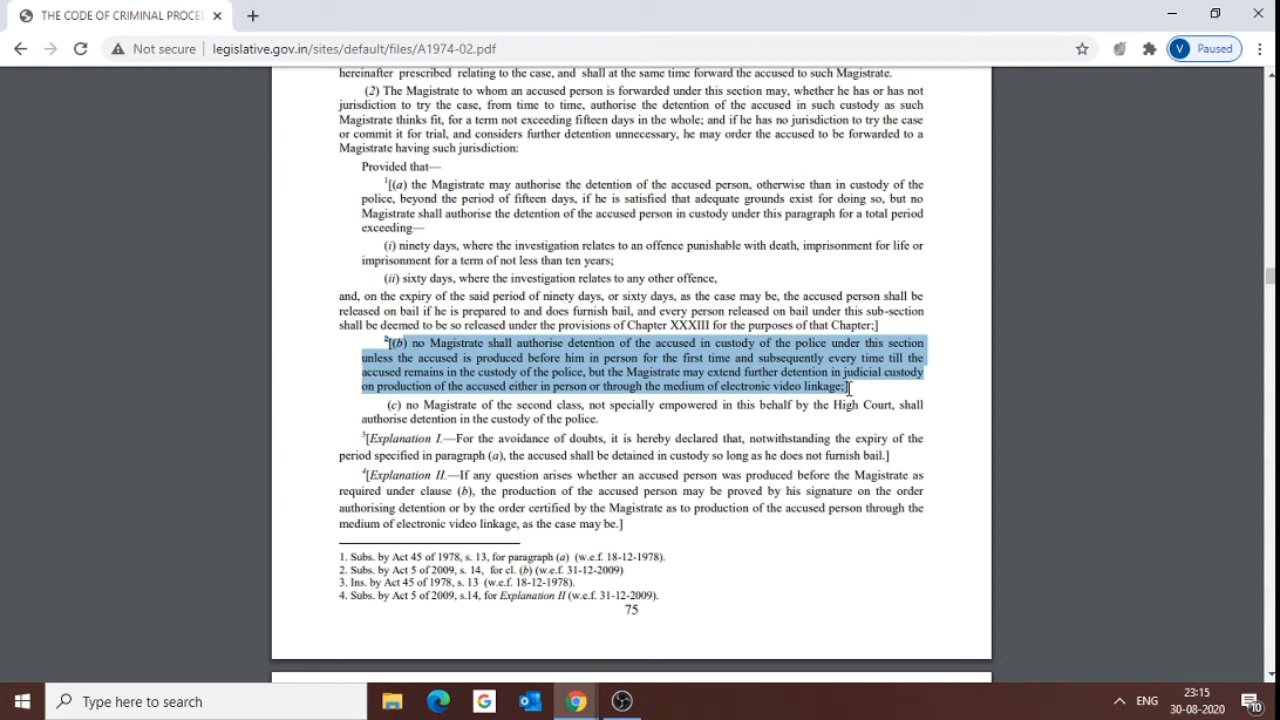 THE CODE OF CRIMINAL PROCE
Not secure
legislative.gov.in/sites/default/files/A1974-02.pdf
V
Paused
hereinafter prescribed relating to the case, and shall at the same time forward the accused to such Magistrate.
(2) The Magistrate to whom an accused person is forwarded under this section may, whether he has or has not
jurisdiction to try the case, from time to time, authorise the detention of the accused in such custody as such
Magistrate thinks fit, for a term not exceeding fifteen days in the whole; and if he has no jurisdiction to try the case
or commit it for trial, and considers further detention unnecessary, he may order the accused to be forwarded to a
Magistrate having such jurisdiction:
Provided that—
1[(a) the Magistrate may authorise the detention of the accused person, otherwise than in custody of the
police, beyond the period of fifteen days, if he is satisfied that adequate grounds exist for doing so, but no
Magistrate shall authorise the detention of the accused person in custody under this paragraph for a total period
exceeding—
(i) ninety days, where the investigation relates to an offence punishable with death, imprisonment for life or
imprisonment for a term of not less than ten years;
(ii) sixty days, where the investigation relates to any other offence,
and, on the expiry of the said period of ninety days, or sixty days, as the case may be, the accused person shall be
released on bail if he is prepared to and does furnish bail, and every person released on bail under this sub-section
shall be deemed to be so released under the provisions of Chapter XXXIII for the purposes of that Chapter;]
2[(b) no Magistrate shall authorise detention of the accused in custody of the police under this section
unless the accused is produced before him in person for the first time and subsequently every time till the
accused remains in the custody of the police, but the Magistrate may extend further detention in judicial custody
on production of the accused either in person or through the medium of electronic video linkage;]
(c) no Magistrate of the second class, not specially empowered in this behalf by the High Court, shall
authorise detention in the custody of the police.
3[Explanation I.—For the avoidance of doubts, it is hereby declared that, notwithstanding the expiry of the
period specified in paragraph (a), the accused shall be detained in custody so long as he does not furnish bail.]
4[Explanation II.—If any question arises whether an accused person was produced before the Magistrate as
required under clause (b), the production of the accused person may be proved by his signature on the order
authorising detention or by the order certified by the Magistrate as to production of the accused person through the
medium of electronic video linkage, as the case may be.]
1. Subs. by Act 45 of 1978, s. 13, for paragraph (a) (w.e.f. 18-12-1978).
2. Subs. by Act 5 of 2009, s. 14, for cl. (b) (w.e.f. 31-12-2009)
3. Ins. by Act 45 of 1978, s. 13 (w.e.f. 18-12-1978).
4. Subs. by Act 5 of 2009, s.14, for Explanation II (w.e.f. 31-12-2009).
75
Type here to search
ENG
23:15
30-08-2020
10